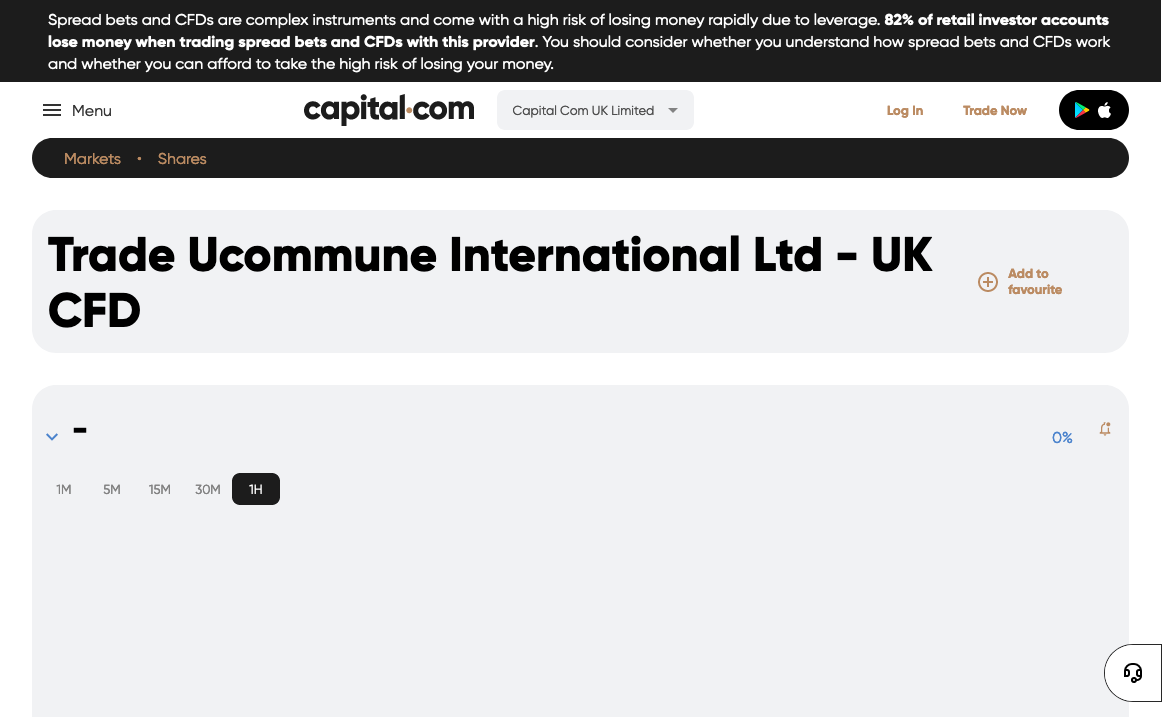 Spread bets and CFDs are complex instruments and come with a high risk of losing money rapidly due to leverage. 82% of retail investor accounts
lose money when trading spread bets and CFDs with this provider. You should consider whether you understand how spread bets and CFDs work
and whether you can afford to take the high risk of losing your money.
Menu
capital.com
Capital Com UK Limited
Log In
Trade Now
Markets • Shares
Trade Ucommune International Ltd - UK
CFD
Add to
favourite
-
0%
1M 5M 15M 30M 1H